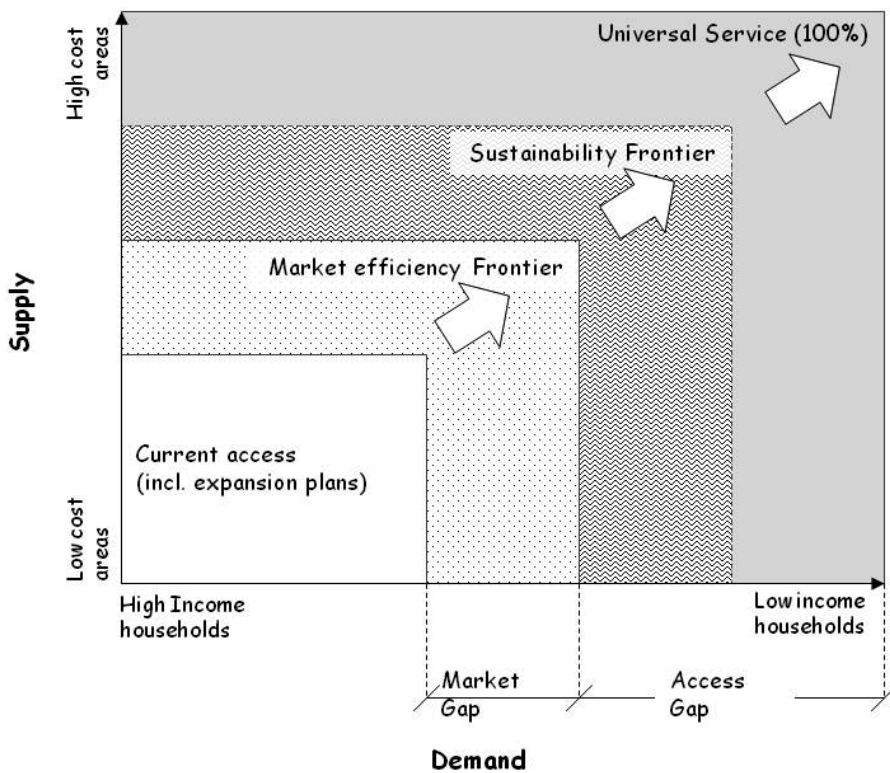 High cost
areas
Universal Service (100%)
Sustainability Frontier
Market efficiency Frontier
Supply
Current access
(incl. expansion plans)
Low cost
areas
High Income
households
Low income
households
Market
Gap
Access
Gap
Demand